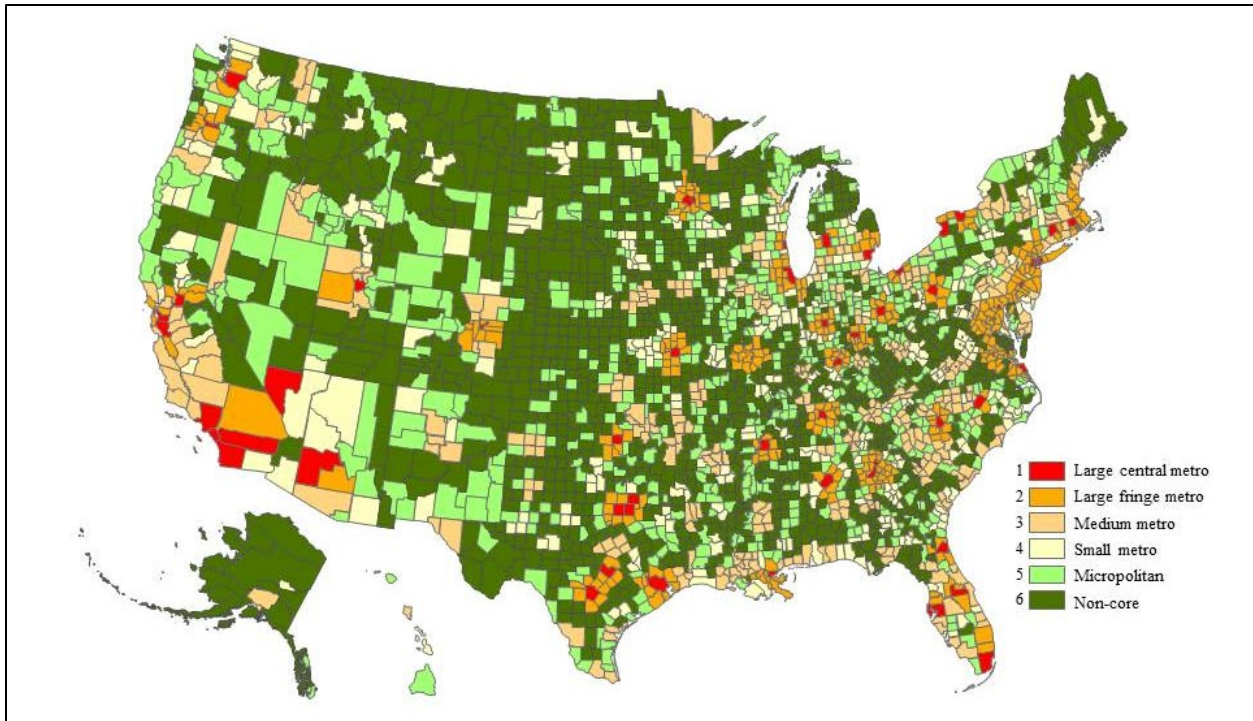 1 Large central metro
2 Large fringe metro
3 Medium metro
4 Small metro
5 Micropolitan
6 Non-core